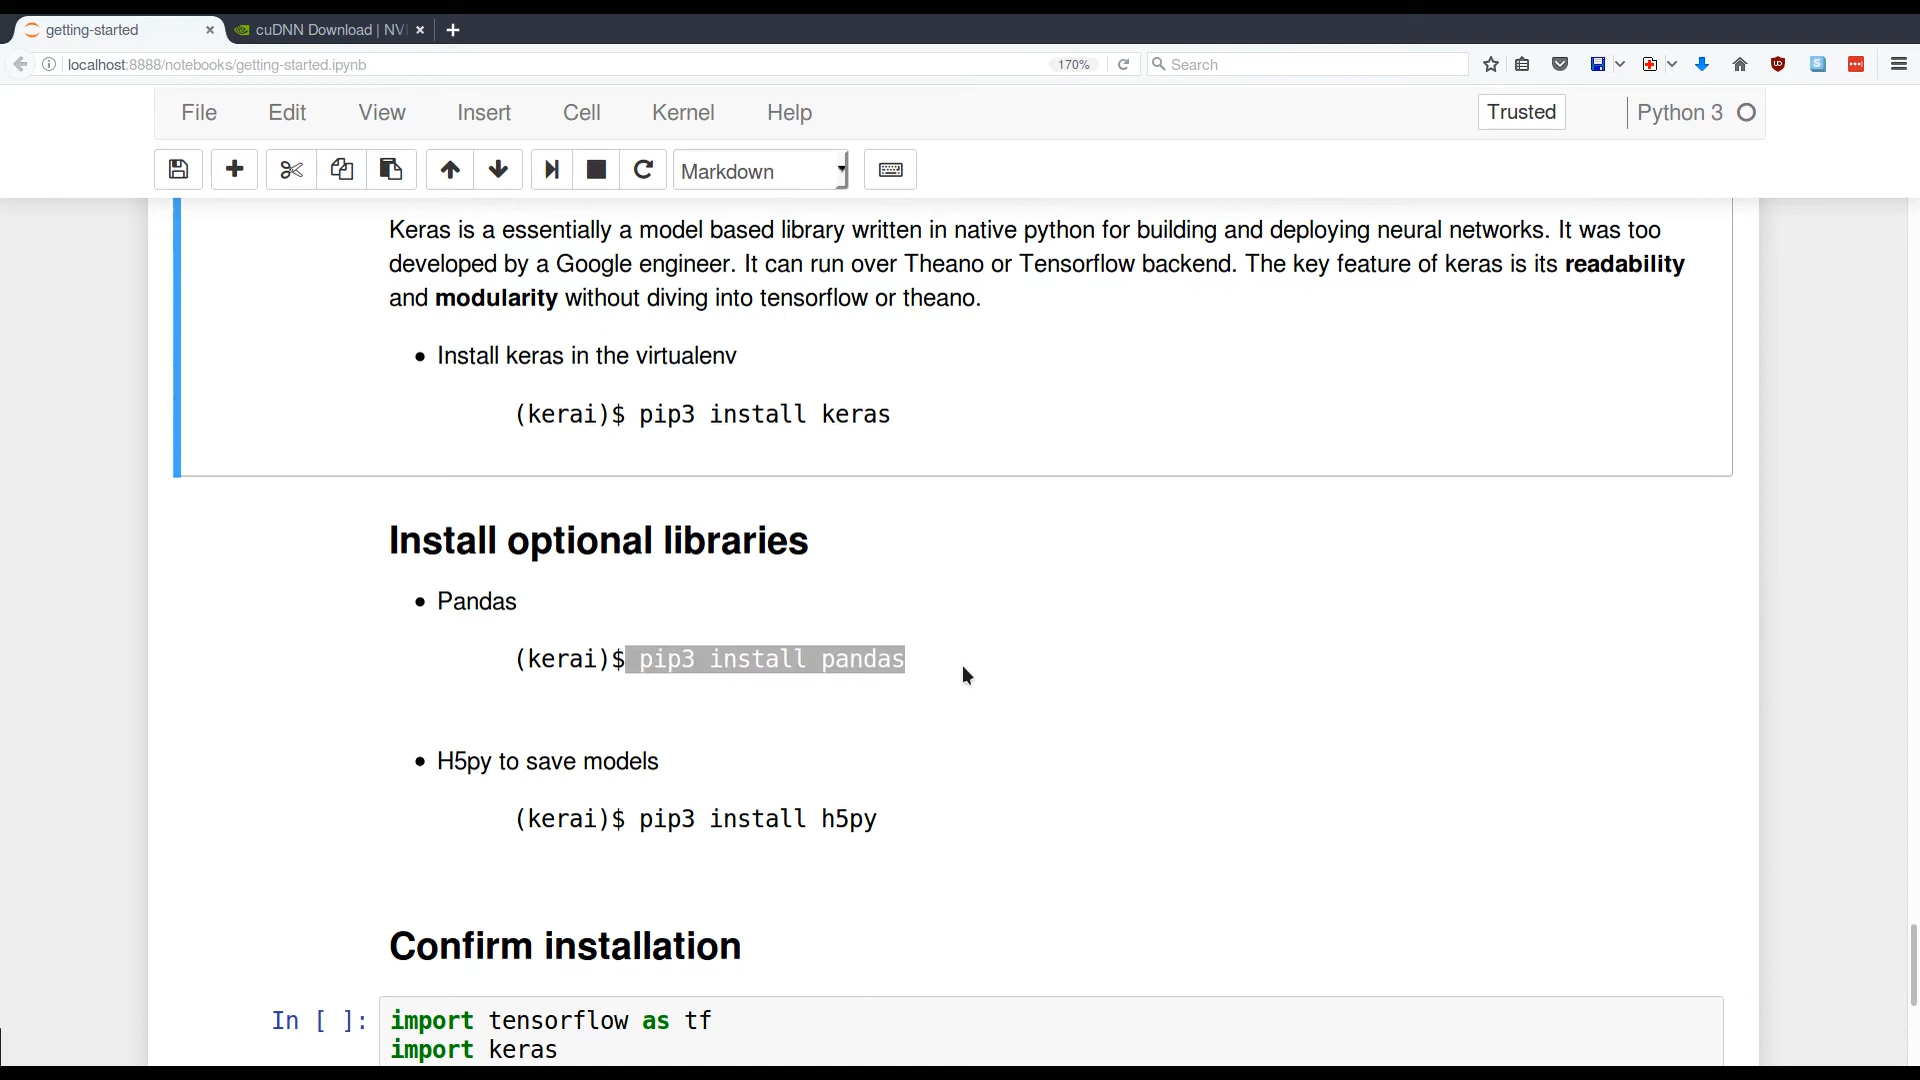 getting-started
cuDNN Download | NVI
localhost:8888/notebooks/getting-started.ipynb
170%
Search
File Edit View Insert Cell Kernel Help
Trusted
Python 3
Markdown
Keras is a essentially a model based library written in native python for building and deploying neural networks. It was too
developed by a Google engineer. It can run over Theano or Tensorflow backend. The key feature of keras is its readability
and modularity without diving into tensorflow or theano.
• Install keras in the virtualenv
(kerai)$ pip3 install keras
Install optional libraries
• Pandas
(kerai)$ pip3 install pandas
• H5py to save models
(kerai)$ pip3 install h5py
Confirm installation
In [ ]:
import tensorflow as tf
import keras